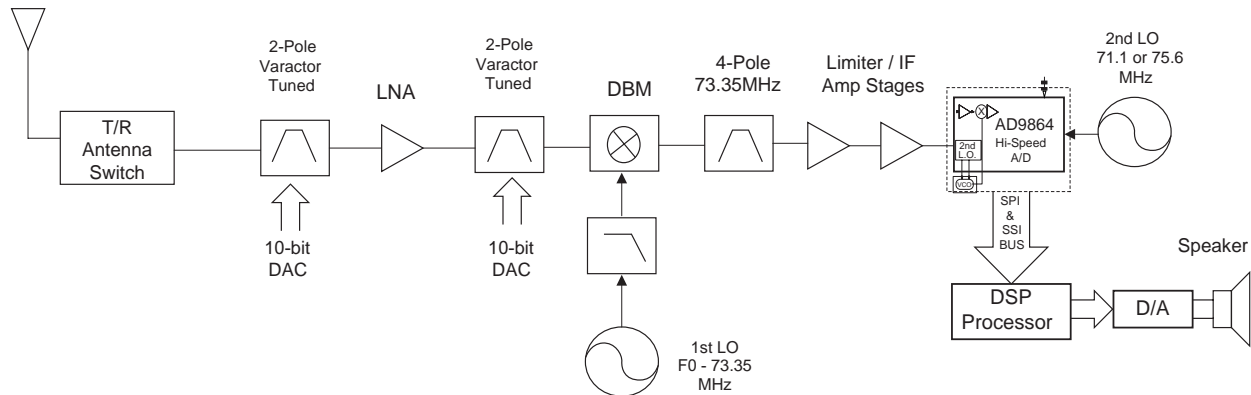 T/R
Antenna
Switch
2-Pole
Varactor
Tuned
10-bit
DAC
LNA
2-Pole
Varactor
Tuned
10-bit
DAC
DBM
1st LO
F0 - 73.35
MHz
4-Pole
73.35MHz
Limiter / IF
Amp Stages
AD9864
Hi-Speed
A/D
2nd
L.O.
VCO
2nd LO
71.1 or 75.6
MHz
SPI
&
SSI
BUS
DSP
Processor
D/A
Speaker